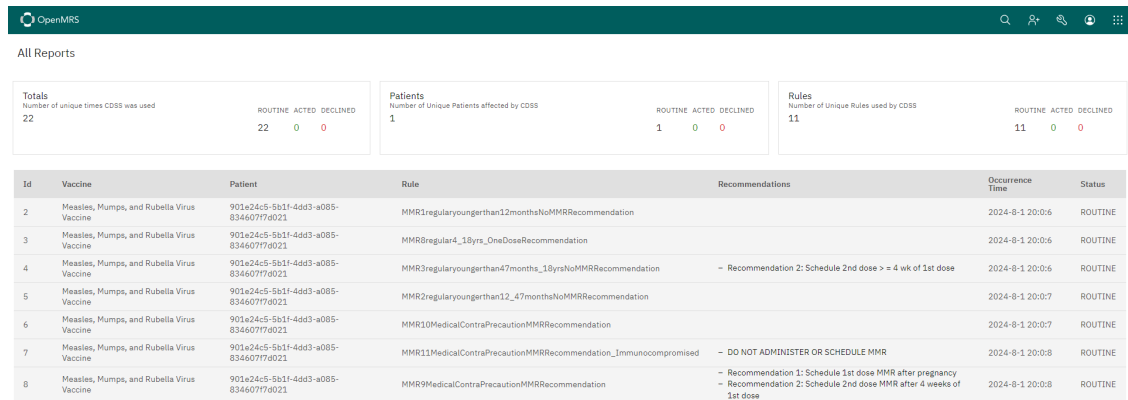 OpenMRS
All Reports
Totals
Number of unique times CDSS was used
22
ROUTINE ACTED DECLINED
22 0 0
Patients
Number of Unique Patients affected by CDSS
1
ROUTINE ACTED DECLINED
1 0 0
Rules
Number of Unique Rules used by CDSS
11
ROUTINE ACTED DECLINED
11 0 0
Id Vaccine Patient Rule Recommendations Occurrence Time Status
2 Measles, Mumps, and Rubella Virus Vaccine 901e24c5-5b1f-4dd3-a085-834607f7d021 MMR1regularyoungerthan12monthsNoMMRRecommendation 2024-8-1 20:0:6 ROUTINE
3 Measles, Mumps, and Rubella Virus Vaccine 901e24c5-5b1f-4dd3-a085-834607f7d021 MMR8regular4_18yrs_OneDoseRecommendation 2024-8-1 20:0:6 ROUTINE
4 Measles, Mumps, and Rubella Virus Vaccine 901e24c5-5b1f-4dd3-a085-834607f7d021 MMR3regularyoungerthan47months_18yrsNoMMRRecommendation – Recommendation 2: Schedule 2nd dose > = 4 wk of 1st dose 2024-8-1 20:0:6 ROUTINE
5 Measles, Mumps, and Rubella Virus Vaccine 901e24c5-5b1f-4dd3-a085-834607f7d021 MMR2regularyoungerthan12_47monthsNoMMRRecommendation 2024-8-1 20:0:7 ROUTINE
6 Measles, Mumps, and Rubella Virus Vaccine 901e24c5-5b1f-4dd3-a085-834607f7d021 MMR10MedicalContraPrecautionMMRRecommendation 2024-8-1 20:0:7 ROUTINE
7 Measles, Mumps, and Rubella Virus Vaccine 901e24c5-5b1f-4dd3-a085-834607f7d021 MMR11MedicalContraPrecautionMMRRecommendation_Immunocompromised – DO NOT ADMINISTER OR SCHEDULE MMR 2024-8-1 20:0:8 ROUTINE
8 Measles, Mumps, and Rubella Virus Vaccine 901e24c5-5b1f-4dd3-a085-834607f7d021 MMR9MedicalContraPrecautionMMRRecommendation – Recommendation 1: Schedule 1st dose MMR after pregnancy – Recommendation 2: Schedule 2nd dose MMR after 4 weeks of 1st dose 2024-8-1 20:0:8 ROUTINE